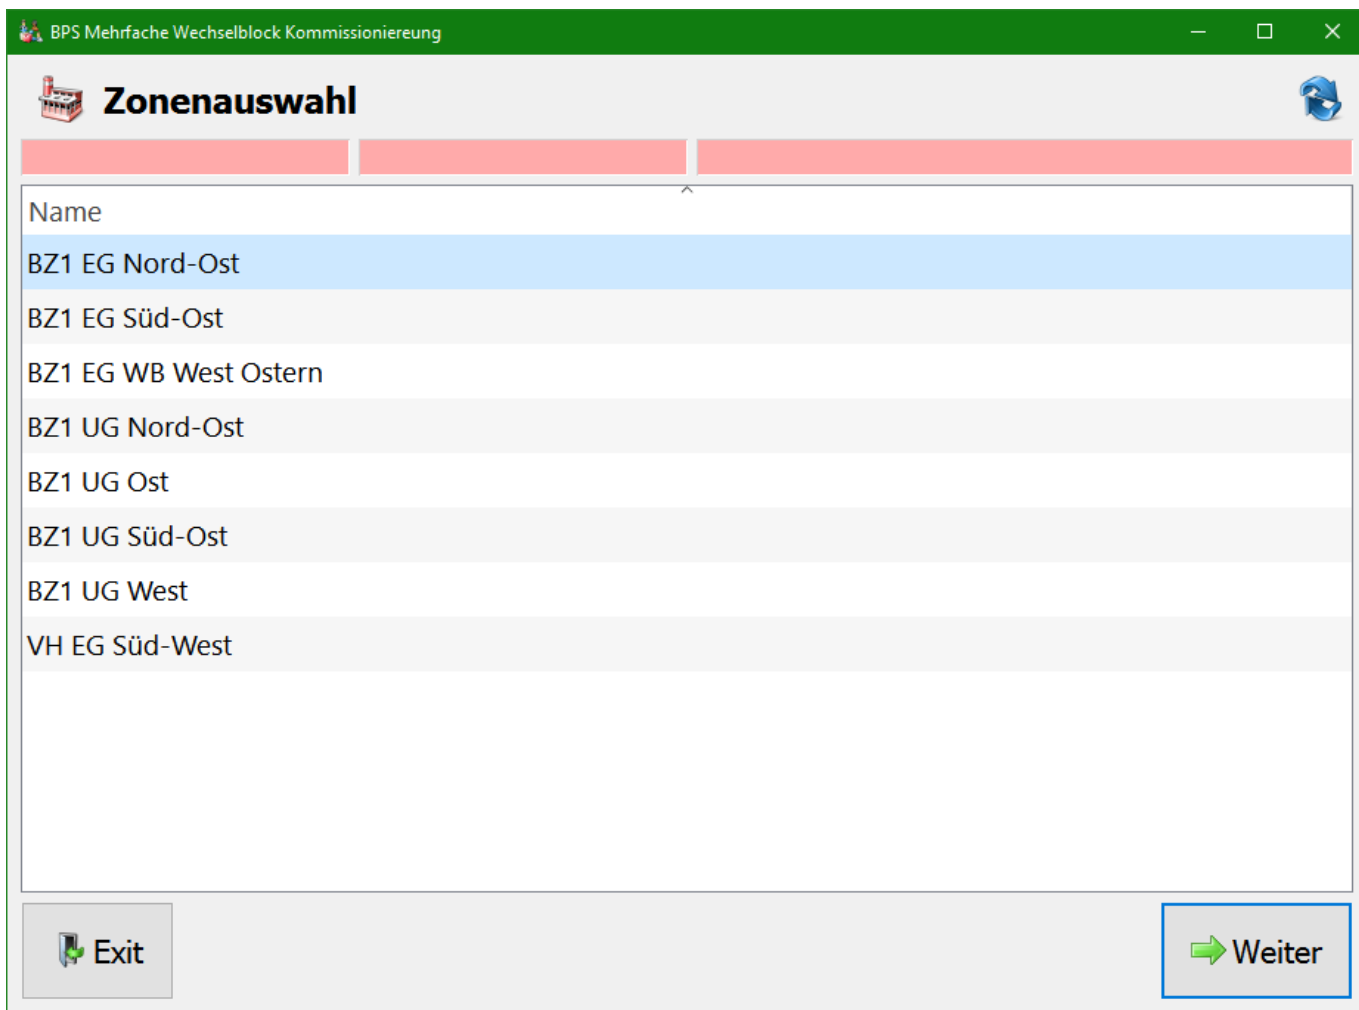 BPS Mehrfache Wechselblock Kommissioniereung
Zonenauswahl
Name
BZ1 EG Nord-Ost
BZ1 EG Süd-Ost
BZ1 EG WB West Ostern
BZ1 UG Nord-Ost
BZ1 UG Ost
BZ1 UG Süd-Ost
BZ1 UG West
VH EG Süd-West
Exit
Weiter